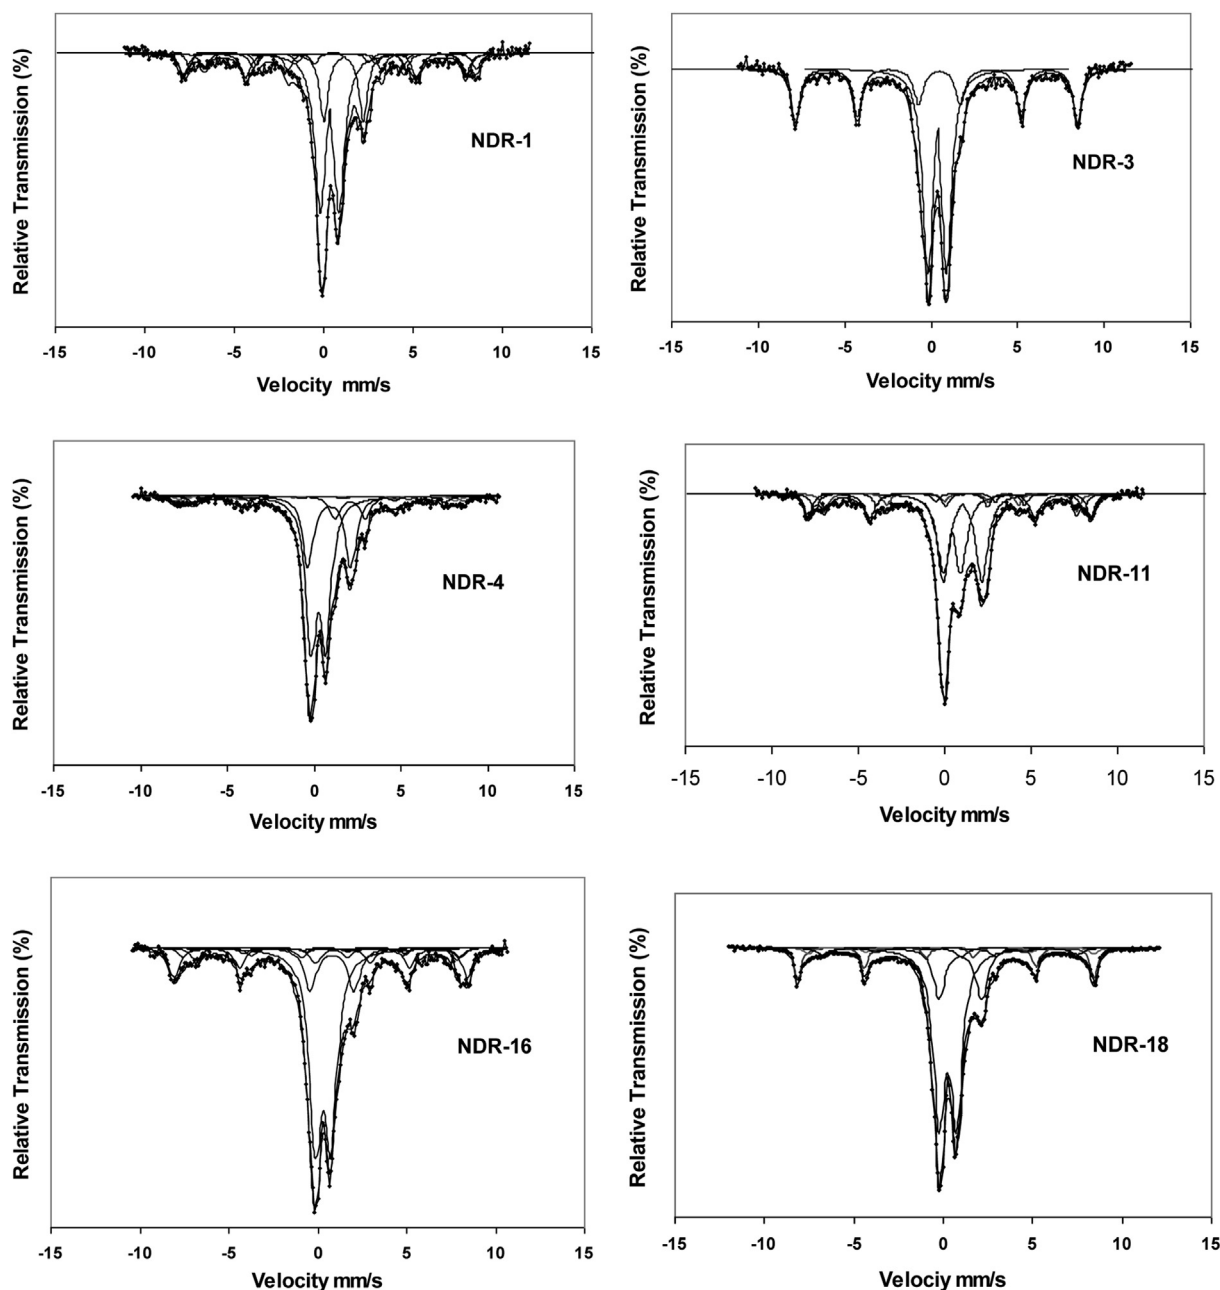 Relative Transmission (%)
NDR-1
-15 -10 -5 0 5 10 15
Velocity mm/s
Relative Transmission (%)
NDR-3
-15 -10 -5 0 5 10 15
Velocity mm/s
Relative Transmission (%)
NDR-4
-15 -10 -5 0 5 10 15
Velocity mm/s
Relative Transmission (%)
NDR-11
-15 -10 -5 0 5 10 15
Velocity mm/s
Relative Transmission (%)
NDR-16
-15 -10 -5 0 5 10 15
Velocity mm/s
Relative Transmission (%)
NDR-18
-15 -10 -5 0 5 10 15
Velociy mm/s